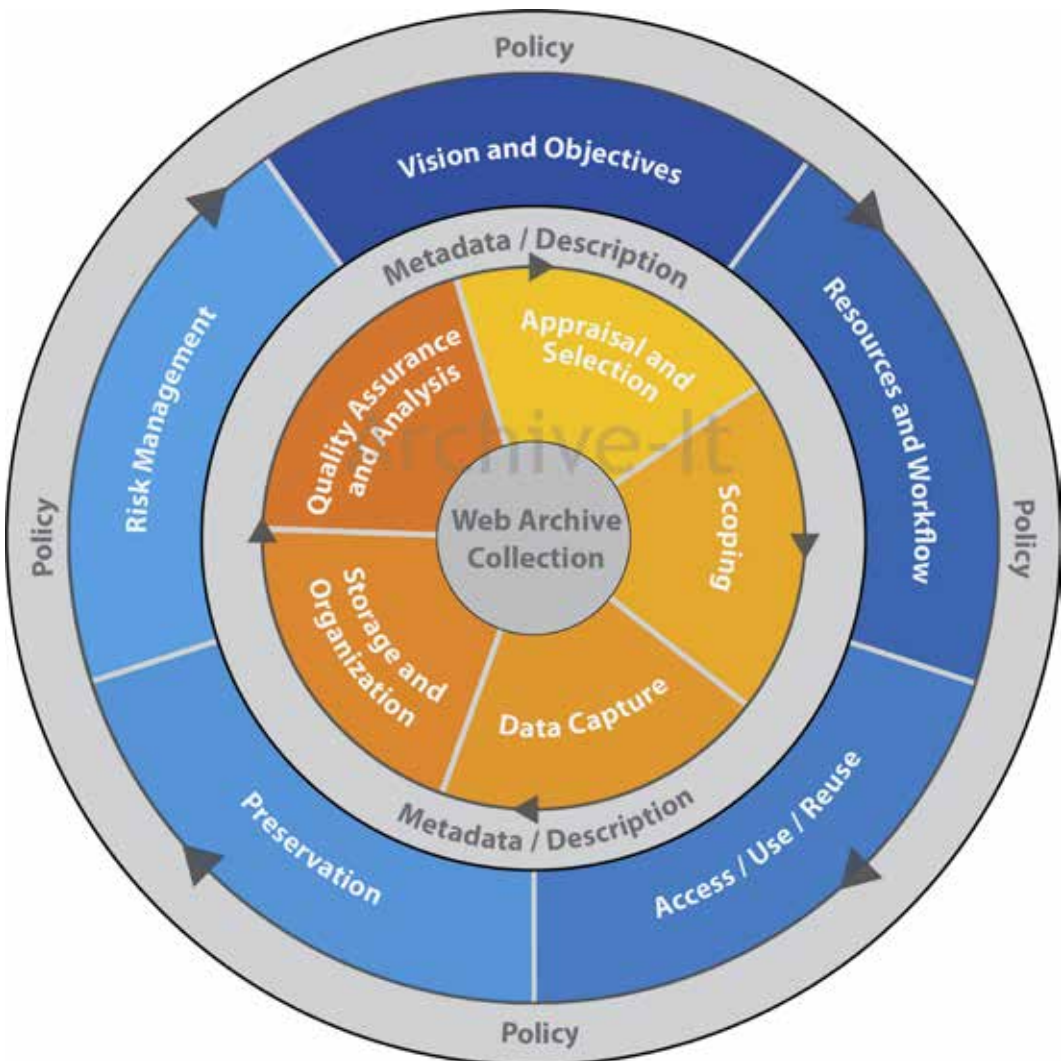 Policy
Vision and Objectives
Metadata / Description
Resources and Workflow
Risk Management
Appraisal and
Selection
Quality Assurance
and Analysis
Archive-It
Scoping
Web Archive
Collection
Policy
Policy
Storage and
Organization
Data Capture
Metadata / Description
Access / Use / Reuse
Preservation
Policy